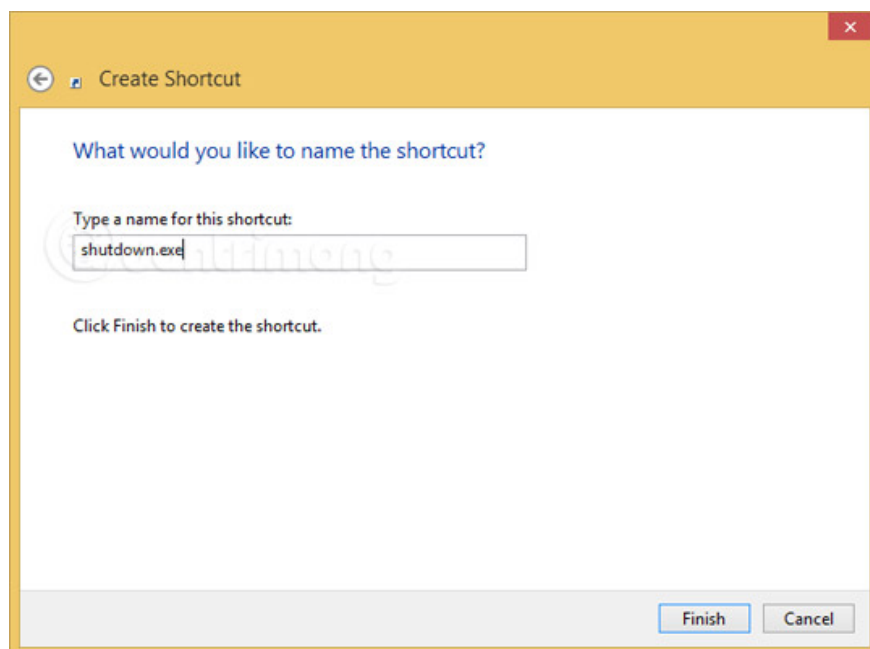 Create Shortcut
What would you like to name the shortcut?
Type a name for this shortcut:
shutdown.exe
Click Finish to create the shortcut.
Finish
Cancel